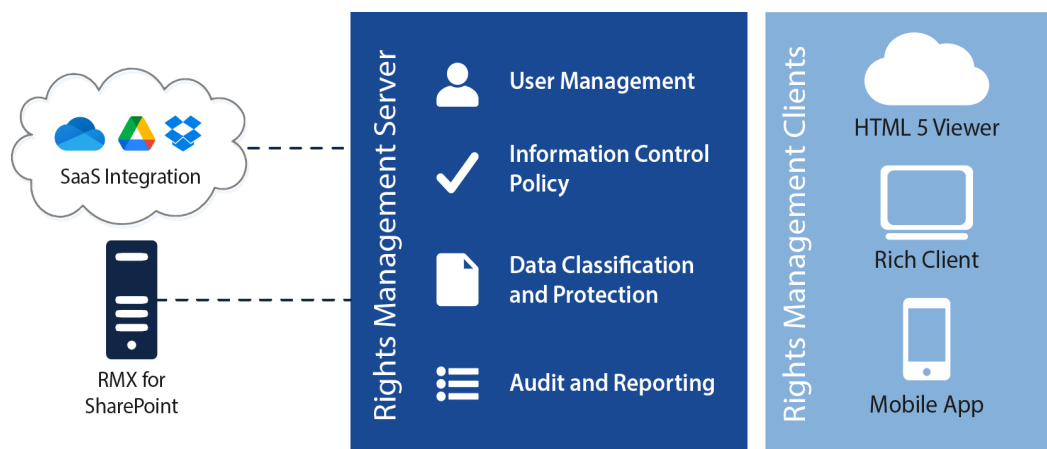 SaaS Integration
RMX for
SharePoint
Rights Management Server
User Management
Information Control
Policy
Data Classification
and Protection
Audit and Reporting
Rights Management Clients
HTML 5 Viewer
Rich Client
Mobile App